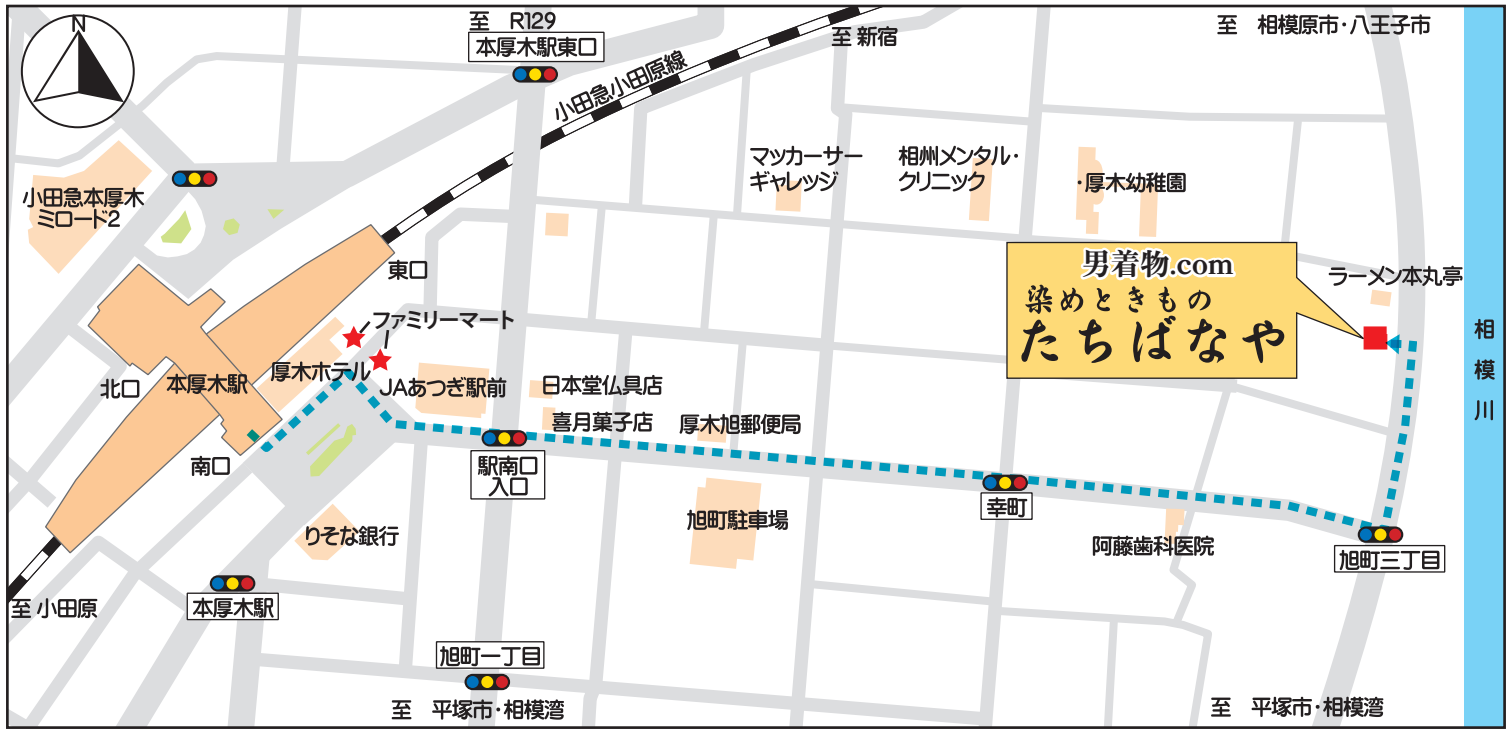 N
至 R129
本厚木駅東口
至 新宿
至 相模原市・八王子市
小田急小田原線
小田急本厚木
ミロード2
マッカーサー
ギャレッジ
相州メンタル・
クリニック
・厚木幼稚園
東口
男着物.com
染めときもの
たちばなや
ラーメン本丸亭
相模川
ファミリーマート
厚木ホテル
JAあつぎ駅前
北口
本厚木駅
日本堂仏具店
喜月菓子店
厚木旭郵便局
南口
駅南口
入口
幸町
旭町駐車場
りそな銀行
阿藤歯科医院
旭町三丁目
至 小田原
本厚木駅
旭町一丁目
至 平塚市・相模湾
至 平塚市・相模湾